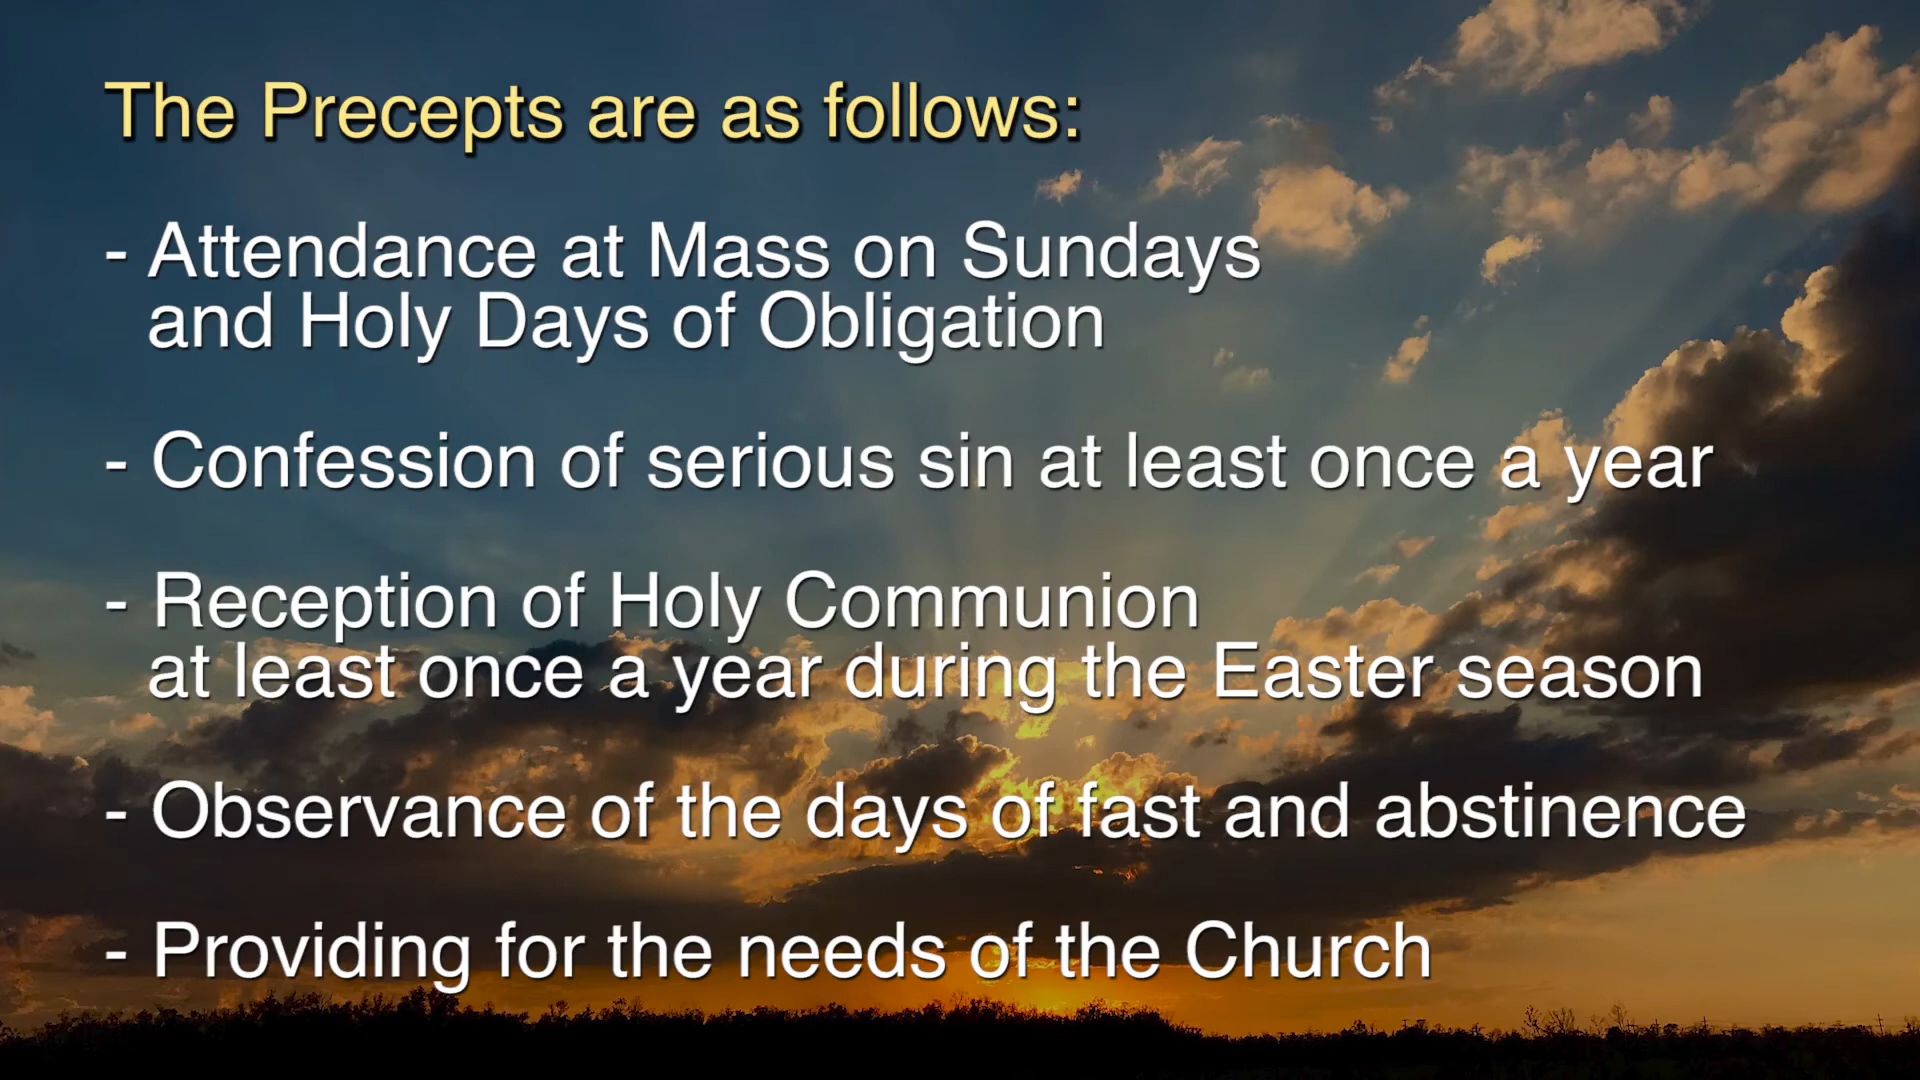 The Precepts are as follows:
- Attendance at Mass on Sundays
and Holy Days of Obligation
- Confession of serious sin at least once a year
- Reception of Holy Communion
at least once a year during the Easter season
- Observance of the days of fast and abstinence
- Providing for the needs of the Church